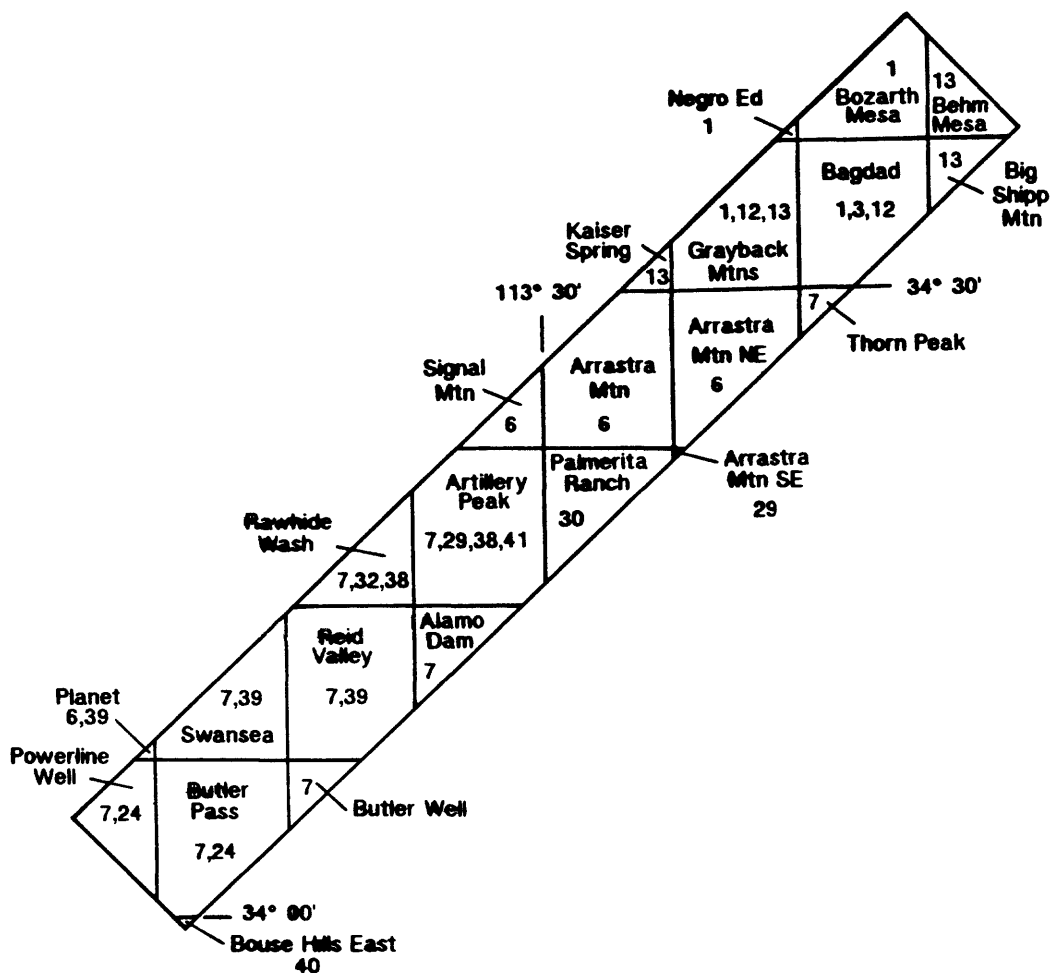 1
Bozarth
Mesa
13
Behm
Mesa
Negro Ed
1
Bagdad
1,3,12
13
Big
Shipp
Mtn
1,12,13
Grayback
Mtns
Kaiser
Spring
13
113° 30'
34° 30'
7
Thorn Peak
Arrastra
Mtn NE
6
Arrastra
Mtn
6
Signal
Mtn
6
Arrastra
Mtn SE
29
Palmerita
Ranch
30
Artillery
Peak
7,29,38,41
Rawhide
Wash
7,32,38
Alamo
Dam
7
Reid
Valley
7,39
7,39
Swansea
Planet
6,39
Powerline
Well
7,24
Butler
Pass
7,24
7
Butler Well
34° 00'
Bouse Hills East
40